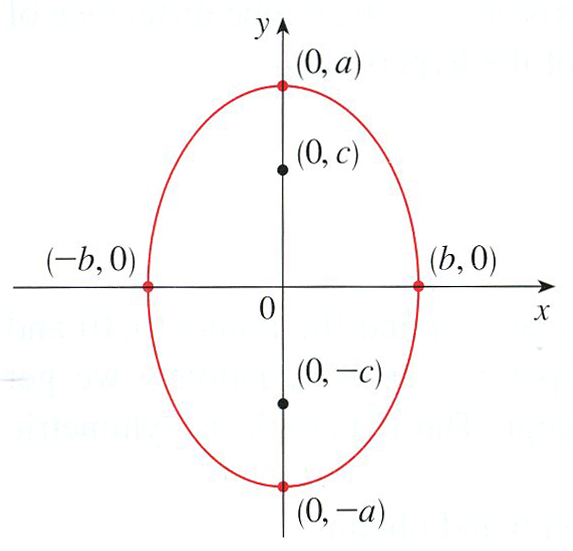 y
(0, a)
(0, c)
(−b, 0)
(b, 0)
0
x
(0, −c)
(0, −a)